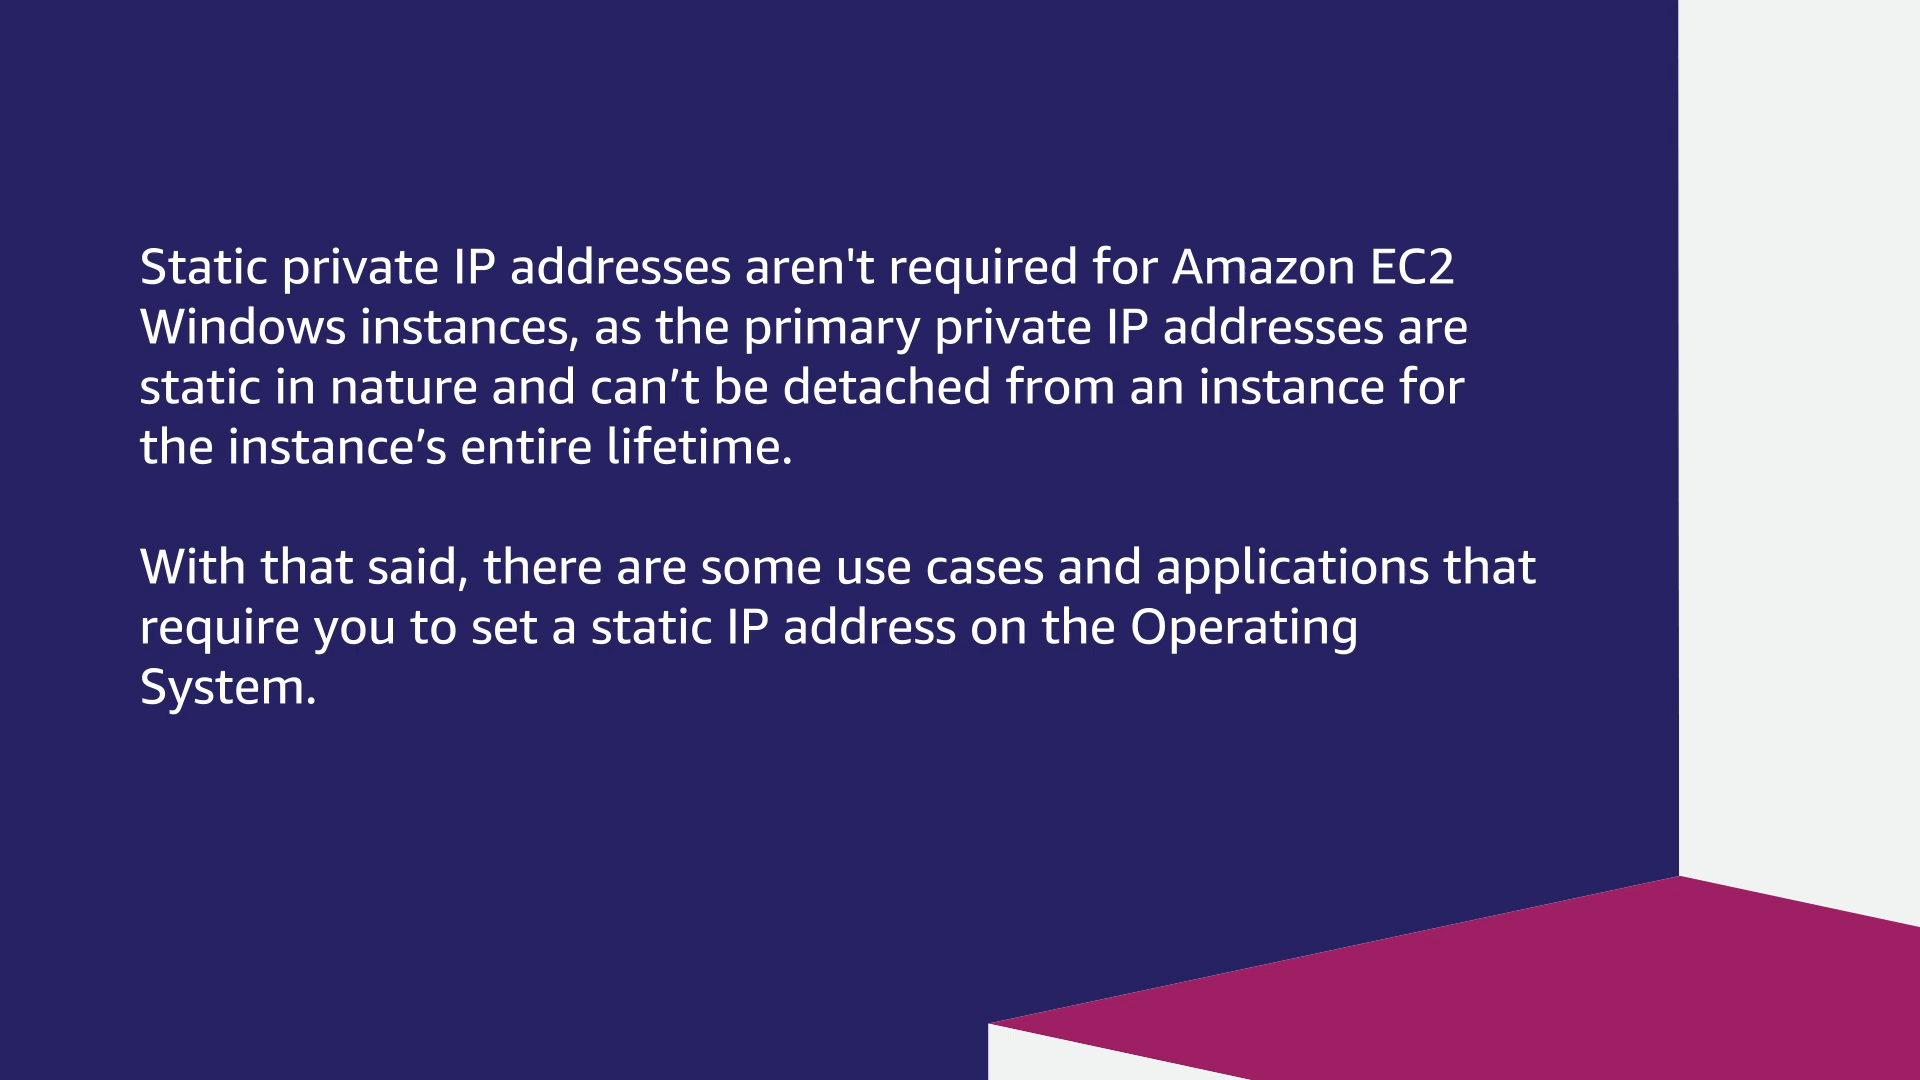 Static private IP addresses aren't required for Amazon EC2
Windows instances, as the primary private IP addresses are
static in nature and can’t be detached from an instance for
the instance’s entire lifetime.
With that said, there are some use cases and applications that
require you to set a static IP address on the Operating
System.